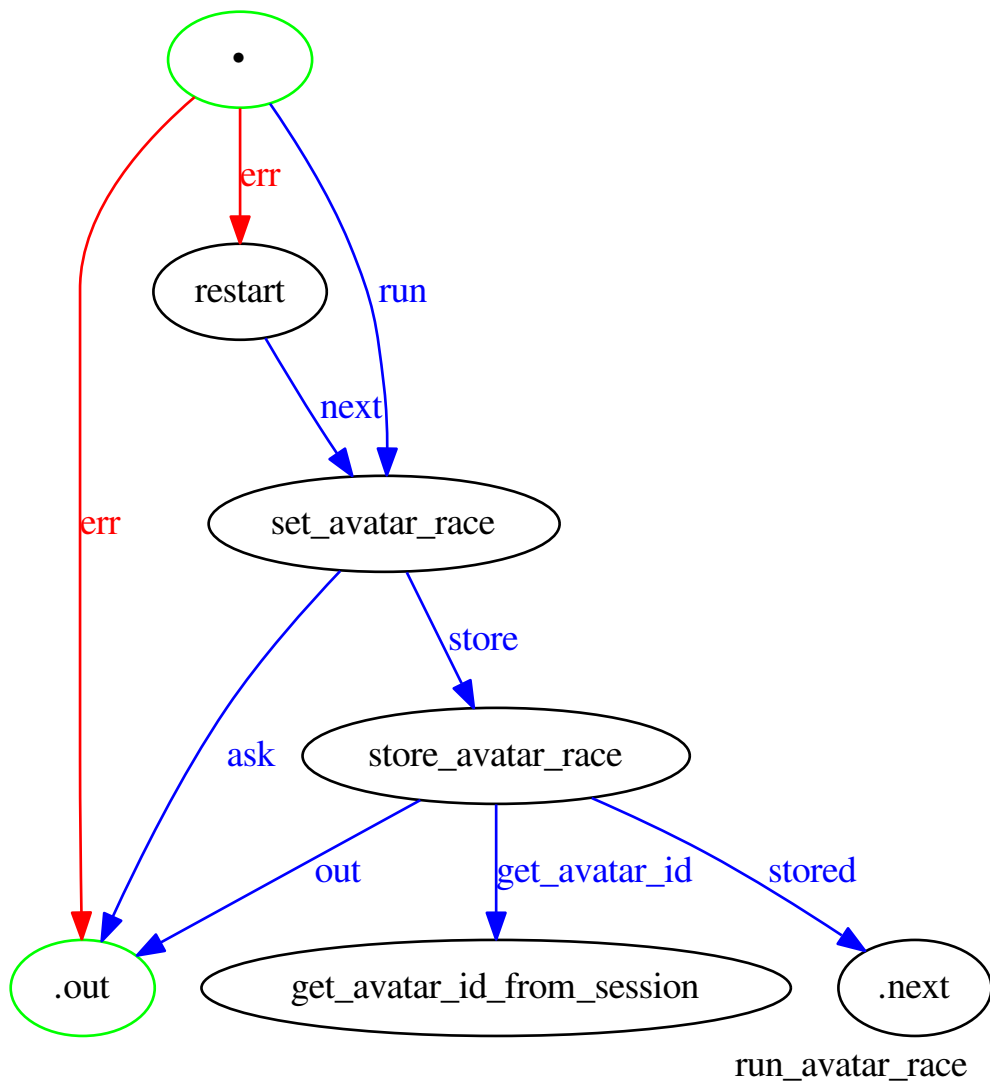 •
err
restart
run
next
set_avatar_race
err
store
ask
store_avatar_race
out
get_avatar_id
stored
.out
get_avatar_id_from_session
.next
run_avatar_race